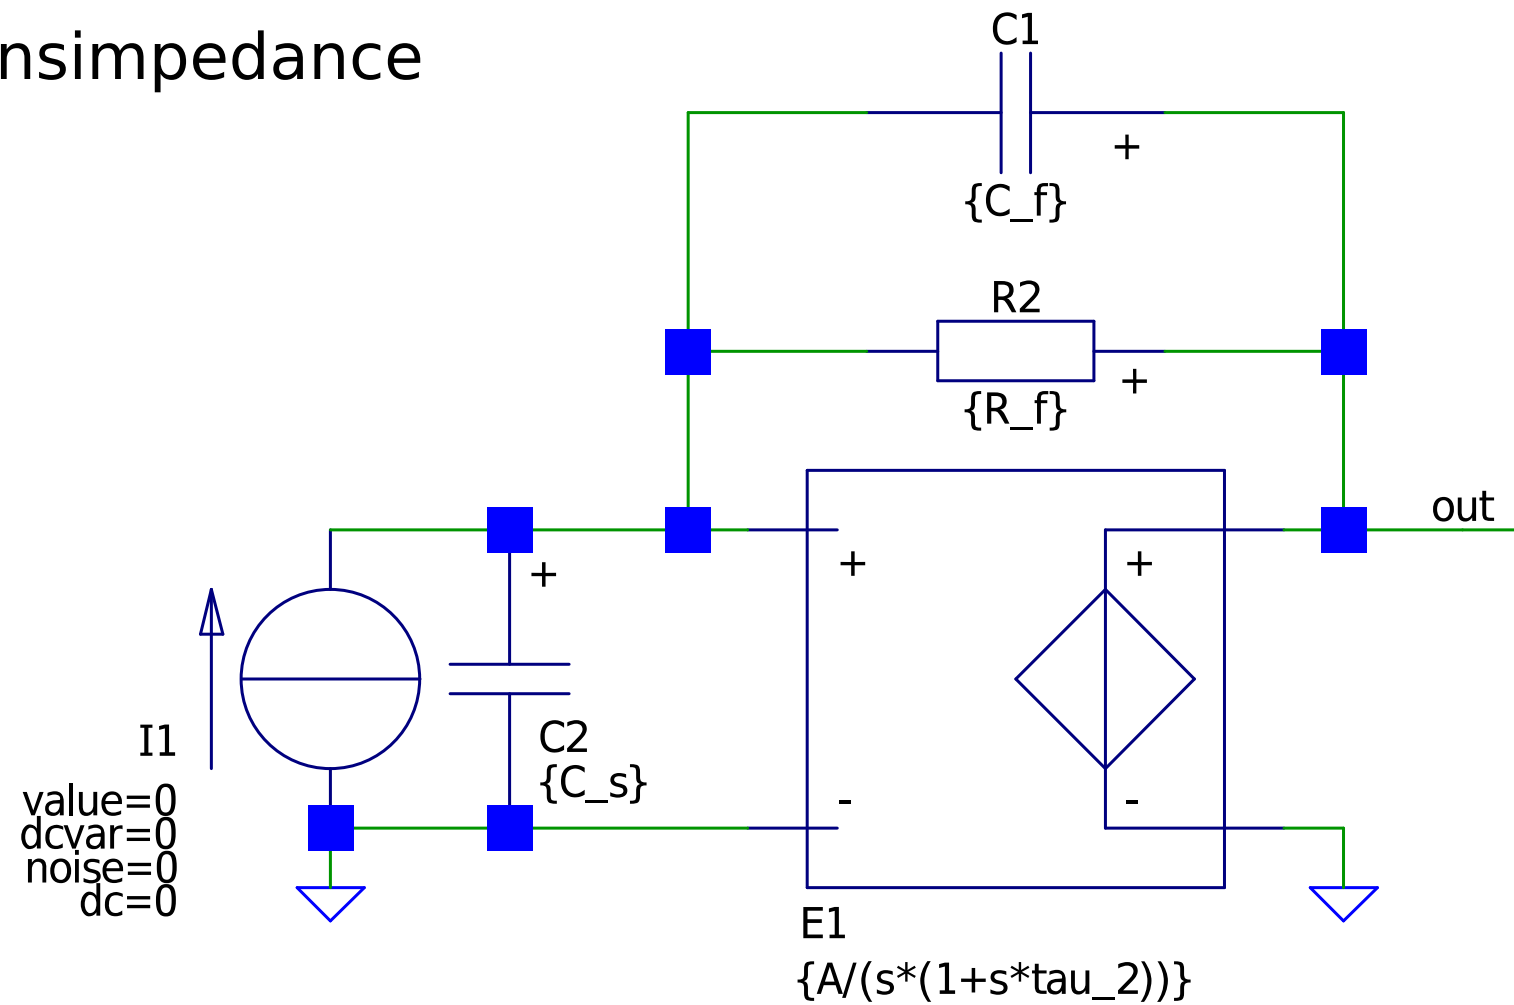 nsimpedance
C1
+
{C_f}
R2
+
{R_f}
out
+
+
+
I1
C2
{C_s}
value=0
dcvar=0
noise=0
dc=0
-
-
E1
{A/(s*(1+s*tau_2))}